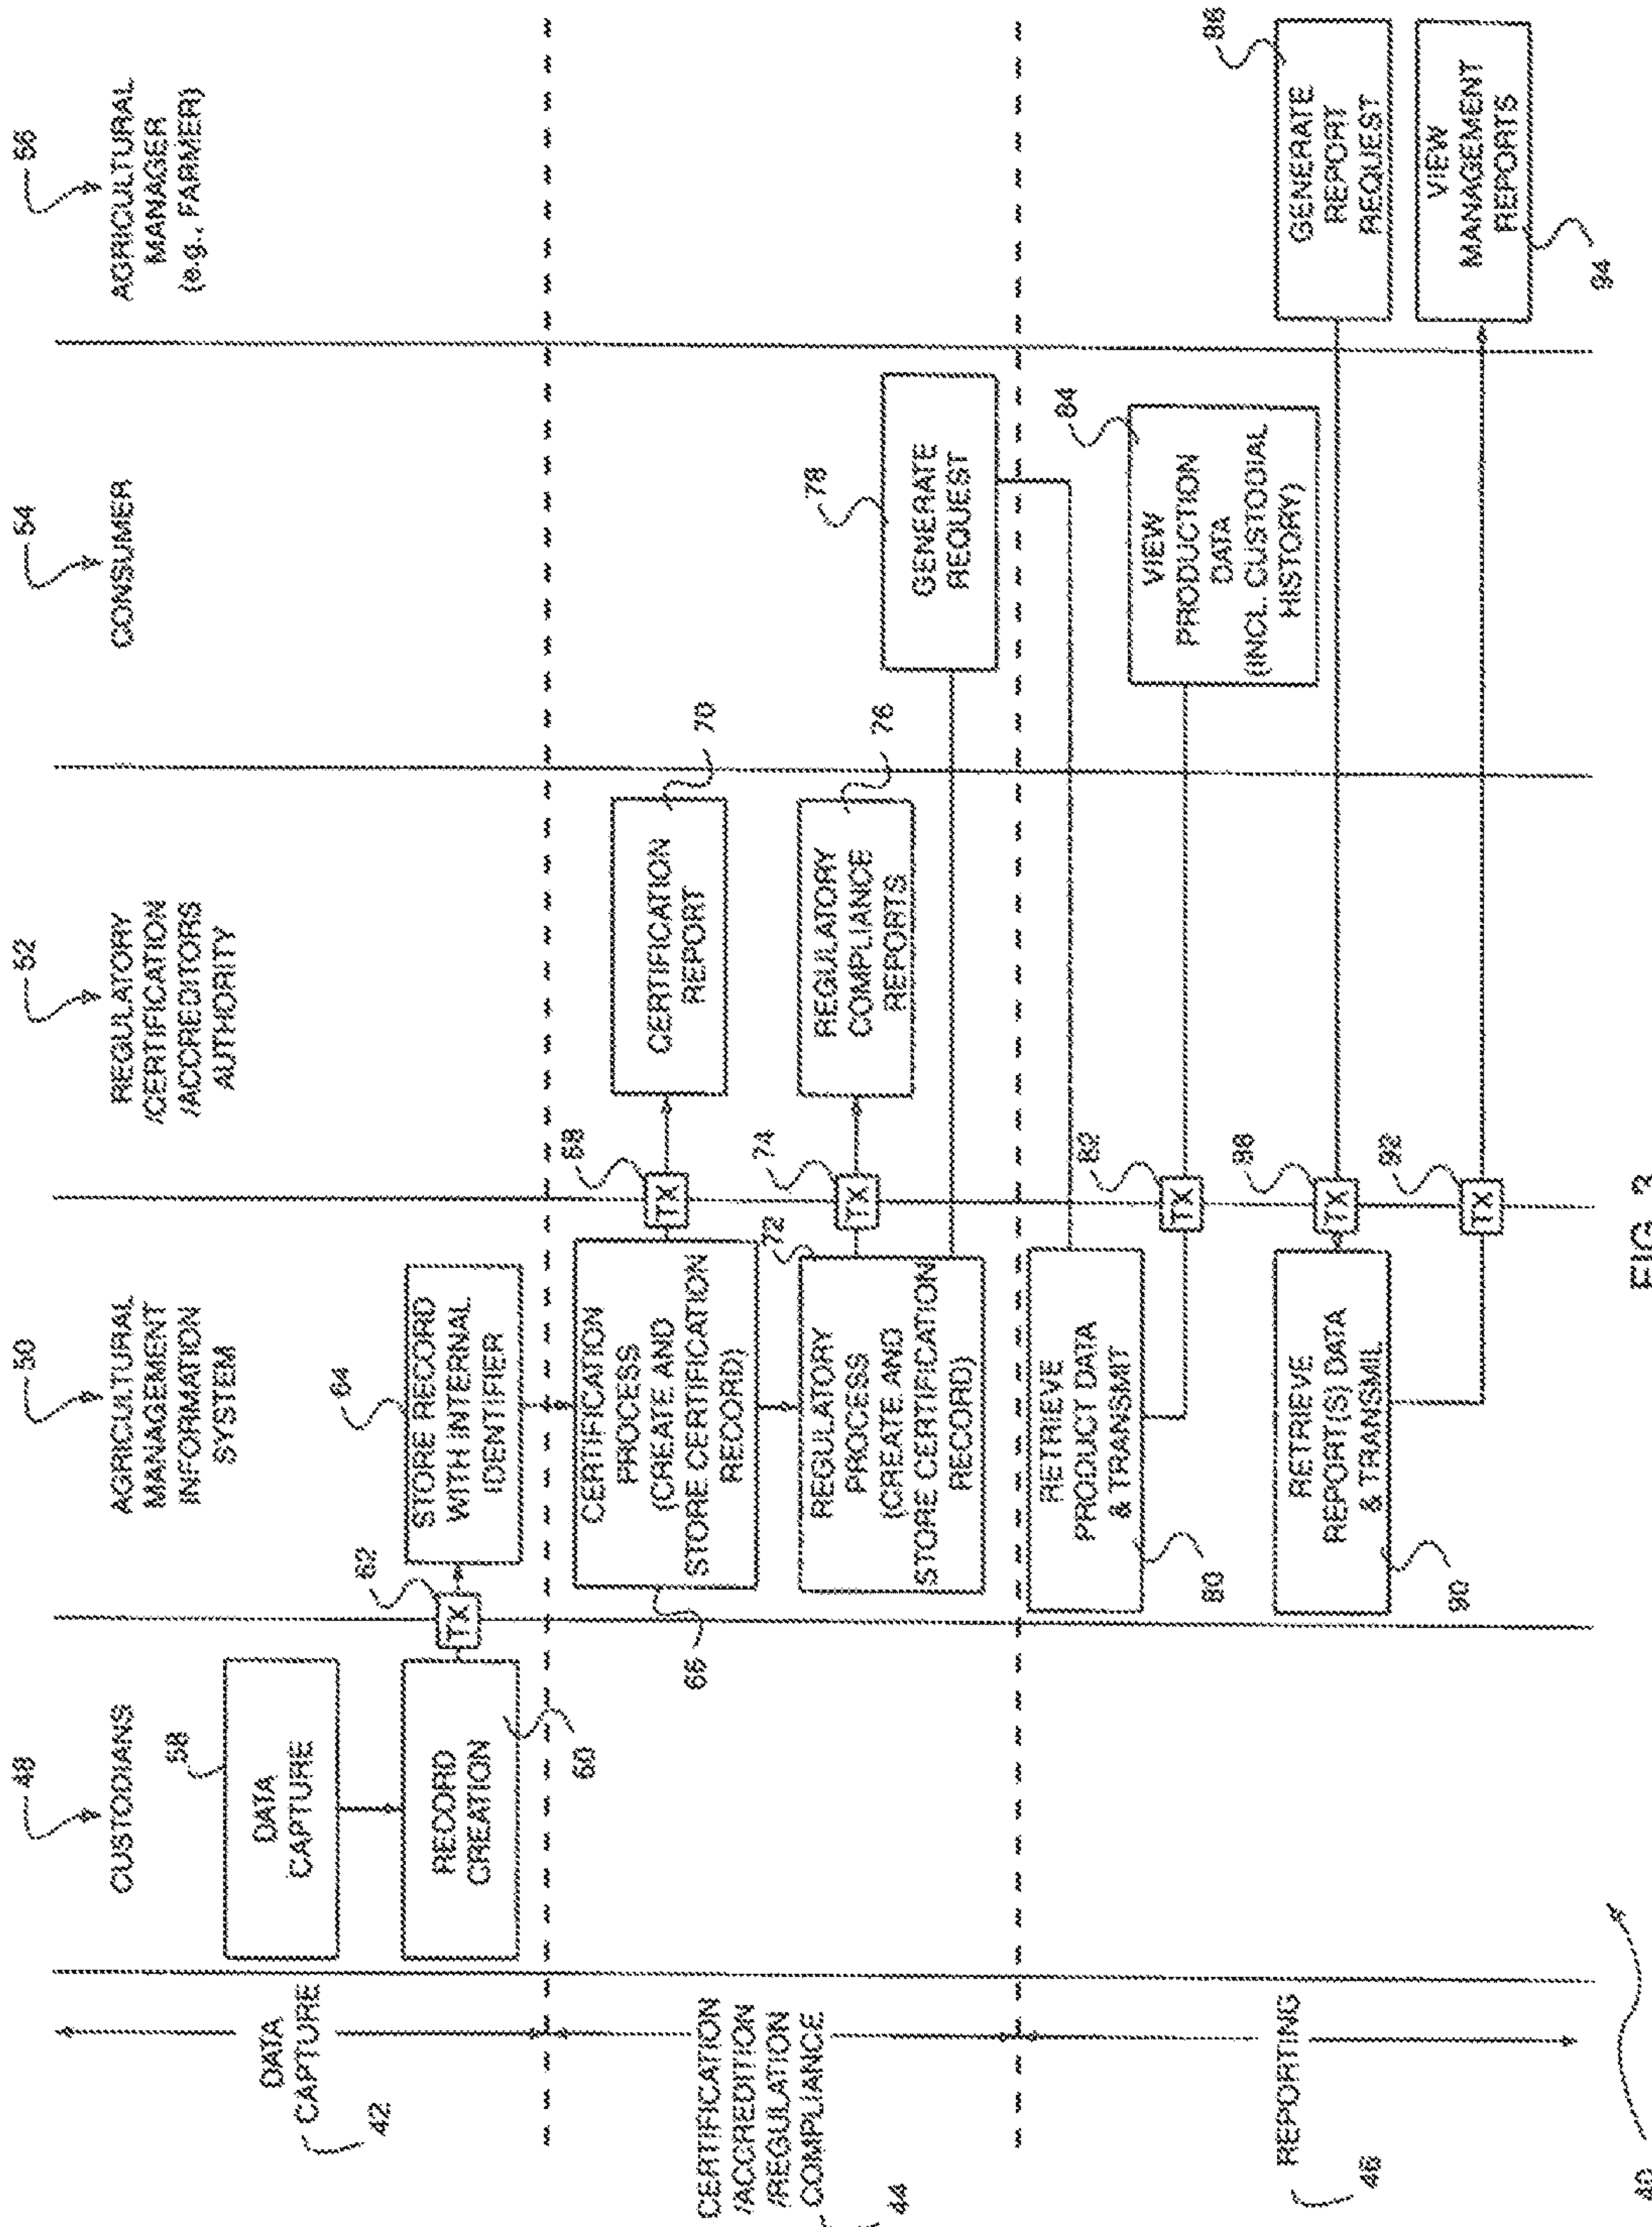 48
CUSTODIANS
50
AGRICULTURAL
MANAGEMENT
INFORMATION
SYSTEM
52
REGULATORY
/CERTIFICATION
/ACCREDITORS
AUTHORITY
54
CONSUMER
56
AGRICULTURAL
MANAGER
(e.g., FARMER)
DATA
CAPTURE
42
58
DATA
CAPTURE
RECORD
CREATION
60
62
TX
64
STORE RECORD
WITH INTERNAL
IDENTIFIER
CERTIFICATION
/ACCREDITION
/REGULATION
COMPLIANCE
44
66
CERTIFICATION
PROCESS
(CREATE AND
STORE CERTIFICATION
RECORD)
68
TX
CERTIFICATION
REPORT
70
72
REGULATORY
PROCESS
(CREATE AND
STORE CERTIFICATION
RECORD)
74
TX
REGULATORY
COMPLIANCE
REPORTS
76
78
GENERATE
REQUEST
REPORTING
46
RETRIEVE
PRODUCT DATA
& TRANSMIT
80
82
TX
84
VIEW
PRODUCTION
DATA
(INCL. CUSTODIAL
HISTORY)
86
GENERATE
REPORT
REQUEST
88
TX
RETRIEVE
REPORT(S) DATA
& TRANSMIL
90
92
TX
VIEW
MANAGEMENT
REPORTS
94
40
FIG.